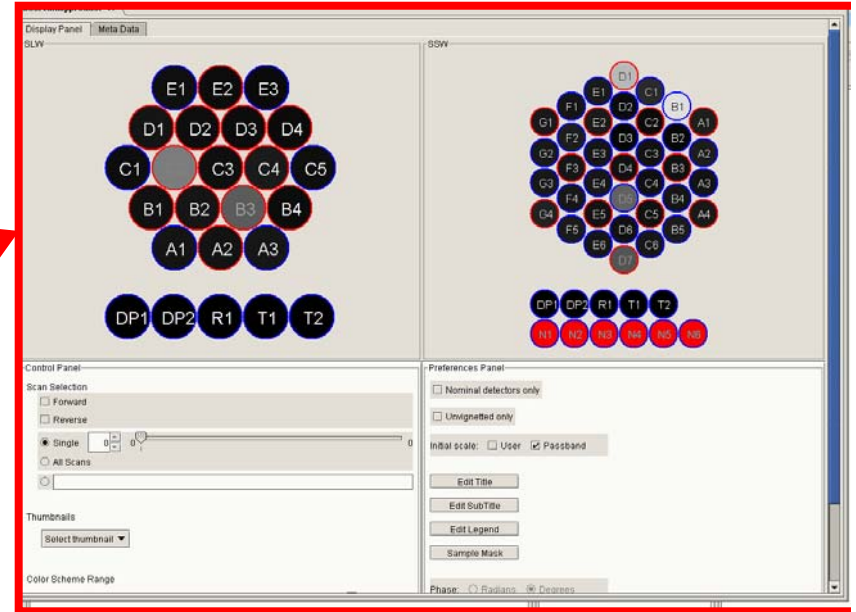 Display Panel Meta Data
SLW
E1 E2 E3
D1 D2 D3 D4
C1 C3 C4 C5
B1 B2 B3 B4
A1 A2 A3
DP1 DP2 R1 T1 T2
SSW
D1
E1 C1
F1 D2 B1
G1 E2 C2 A1
F2 D3 B2
G2 E3 C3 A2
F3 D4 B3
G3 E4 C4 A3
F4 D5 B4
G4 E5 C5 A4
F5 D6 B5
E6 C6
D7
DP1 DP2 R1 T1 T2
N1 N2 N3 N4 N5 N6
Control Panel
Scan Selection
Forward
Reverse
Single 0 0 0
All Scans
Thumbnails
Select thumbnail
Color Scheme Range
Preferences Panel
Nominal detectors only
Unvignetted only
Initial scale: User Passband
Edit Title
Edit SubTitle
Edit Legend
Sample Mask
Phase: Radians Degrees